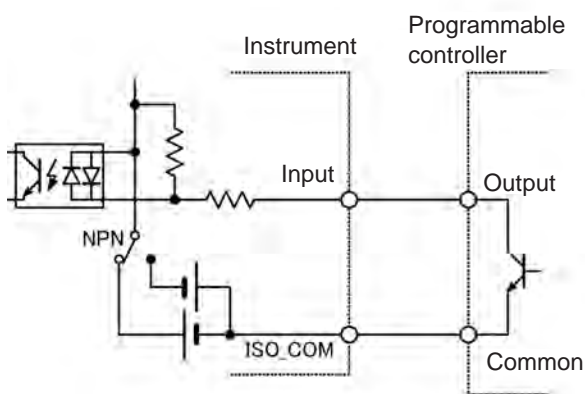 Programmable
controller
Instrument
Input
Output
NPN
ISO_COM
Common